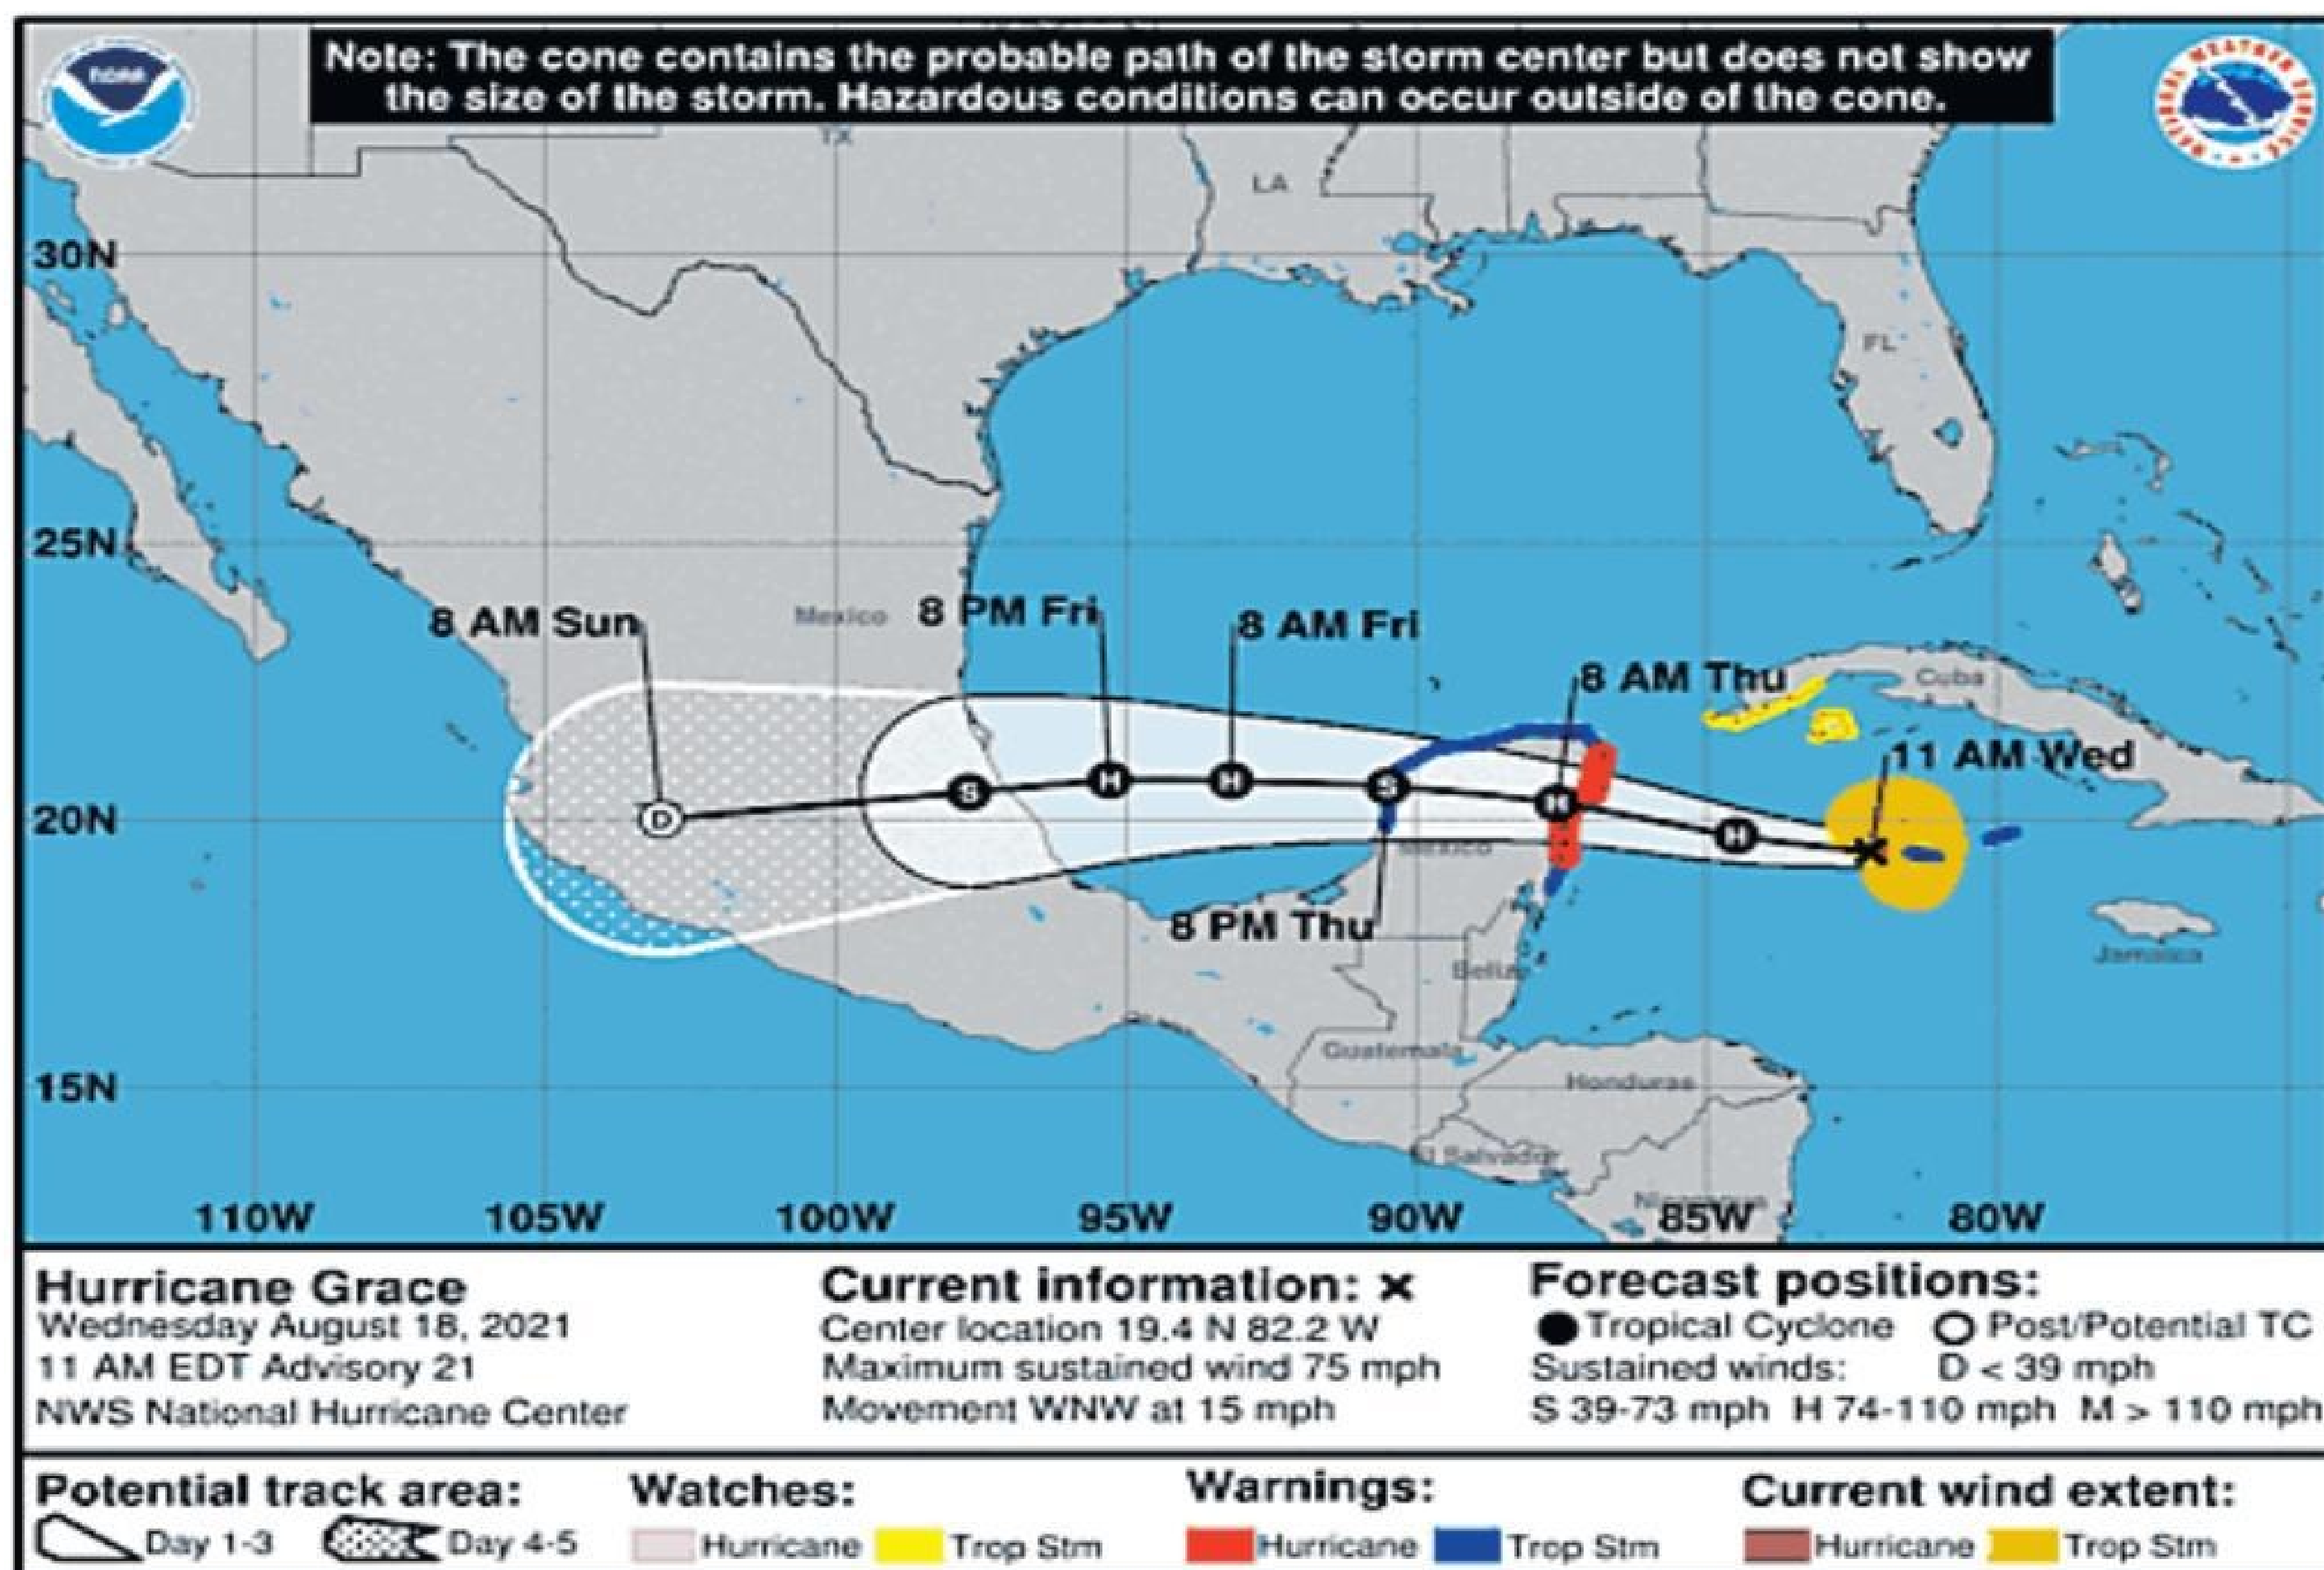 Note: The cone contains the probable path of the storm center but does not show
the size of the storm. Hazardous conditions can occur outside of the cone.
NATIONAL WEATHER SERVICE
TX
LA
30N
FL
25N
8 AM Sun
Mexico
8 PM Fri
8 AM Fri
8 AM Thu
Cuba
11 AM Wed
S
H
H
S
H
H
D
20N
Mexico
8 PM Thu
Jamaica
Belize
Guatemala
15N
Honduras
El Salvador
Nicaragua
110W 105W 100W 95W 90W 85W 80W
Hurricane Grace
Wednesday August 18, 2021
11 AM EDT Advisory 21
NWS National Hurricane Center
Current information: x
Center location 19.4 N 82.2 W
Maximum sustained wind 75 mph
Movement WNW at 15 mph
Forecast positions:
Tropical Cyclone Post/Potential TC
Sustained winds: D < 39 mph
S 39-73 mph H 74-110 mph M > 110 mph
Potential track area:
Day 1-3 Day 4-5
Watches:
Hurricane Trop Stm
Warnings:
Hurricane Trop Stm
Current wind extent:
Hurricane Trop Stm